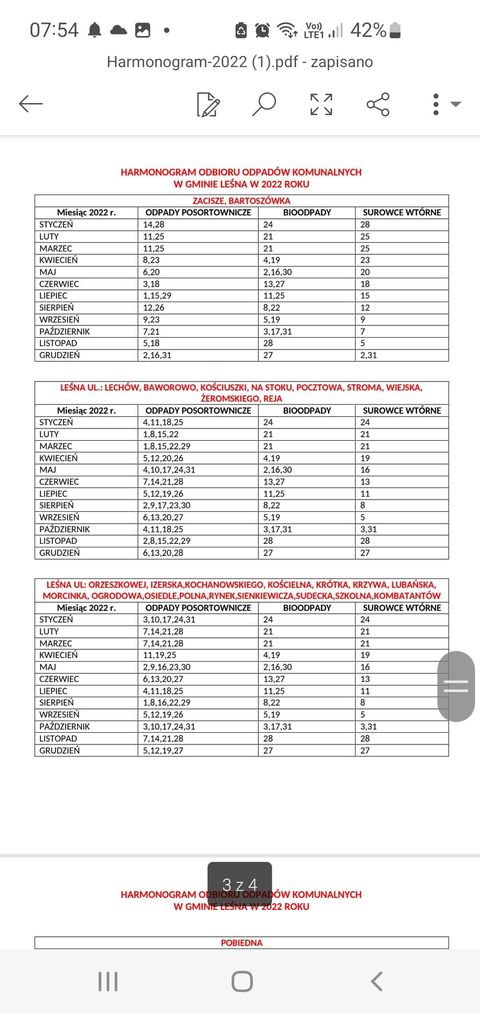 07:54
Vo))
LTE1
42%
Harmonogram-2022 (1).pdf - zapisano
HARMONOGRAM ODBIORU ODPADÓW KOMUNALNYCH
W GMINIE LEŚNA W 2022 ROKU
ZACISZE, BARTOSZÓWKA
Miesiąc 2022 r. ODPADY POSORTOWNICZE BIOODPADY SUROWCE WTÓRNE
STYCZEŃ 14,28 24 28
LUTY 11,25 21 25
MARZEC 11,25 21 25
KWIECIEŃ 8,23 4,19 23
MAJ 6,20 2,16,30 20
CZERWIEC 3,18 13,27 18
LIEPIEC 1,15,29 11,25 15
SIERPIEŃ 12,26 8,22 12
WRZESIEŃ 9,23 5,19 9
PAŹDZIERNIK 7,21 3,17,31 7
LISTOPAD 5,18 28 5
GRUDZIEŃ 2,16,31 27 2,31
LEŚNA UL.: LECHÓW, BAWOROWO, KOŚCIUSZKI, NA STOKU, POCZTOWA, STROMA, WIEJSKA,
ŻEROMSKIEGO, REJA
Miesiąc 2022 r. ODPADY POSORTOWNICZE BIOODPADY SUROWCE WTÓRNE
STYCZEŃ 4,11,18,25 24 24
LUTY 1,8,15,22 21 21
MARZEC 1,8,15,22,29 21 21
KWIECIEŃ 5,12,20,26 4,19 19
MAJ 4,10,17,24,31 2,16,30 16
CZERWIEC 7,14,21,28 13,27 13
LIEPIEC 5,12,19,26 11,25 11
SIERPIEŃ 2,9,17,23,30 8,22 8
WRZESIEŃ 6,13,20,27 5,19 5
PAŹDZIERNIK 4,11,18,25 3,17,31 3,31
LISTOPAD 2,8,15,22,29 28 28
GRUDZIEŃ 6,13,20,28 27 27
LEŚNA UL: ORZESZKOWEJ, IZERSKA,KOCHANOWSKIEGO, KOŚCIELNA, KRÓTKA, KRZYWA, LUBAŃSKA,
MORCINKA, OGRODOWA,OSIEDLE,POLNA,RYNEK,SIENKIEWICZA,SUDECKA,SZKOLNA,KOMBATANTÓW
Miesiąc 2022 r. ODPADY POSORTOWNICZE BIOODPADY SUROWCE WTÓRNE
STYCZEŃ 3,10,17,24,31 24 24
LUTY 7,14,21,28 21 21
MARZEC 7,14,21,28 21 21
KWIECIEŃ 11,19,25 4,19 19
MAJ 2,9,16,23,30 2,16,30 16
CZERWIEC 6,13,20,27 13,27 13
LIEPIEC 4,11,18,25 11,25 11
SIERPIEŃ 1,8,16,22,29 8,22 8
WRZESIEŃ 5,12,19,26 5,19 5
PAŹDZIERNIK 3,10,17,24,31 3,17,31 3,31
LISTOPAD 7,14,21,28 28 28
GRUDZIEŃ 5,12,19,27 27 27
3 z 4
HARMONOGRAM ODBIORU ODPADÓW KOMUNALNYCH
W GMINIE LEŚNA W 2022 ROKU
POBIEDNA